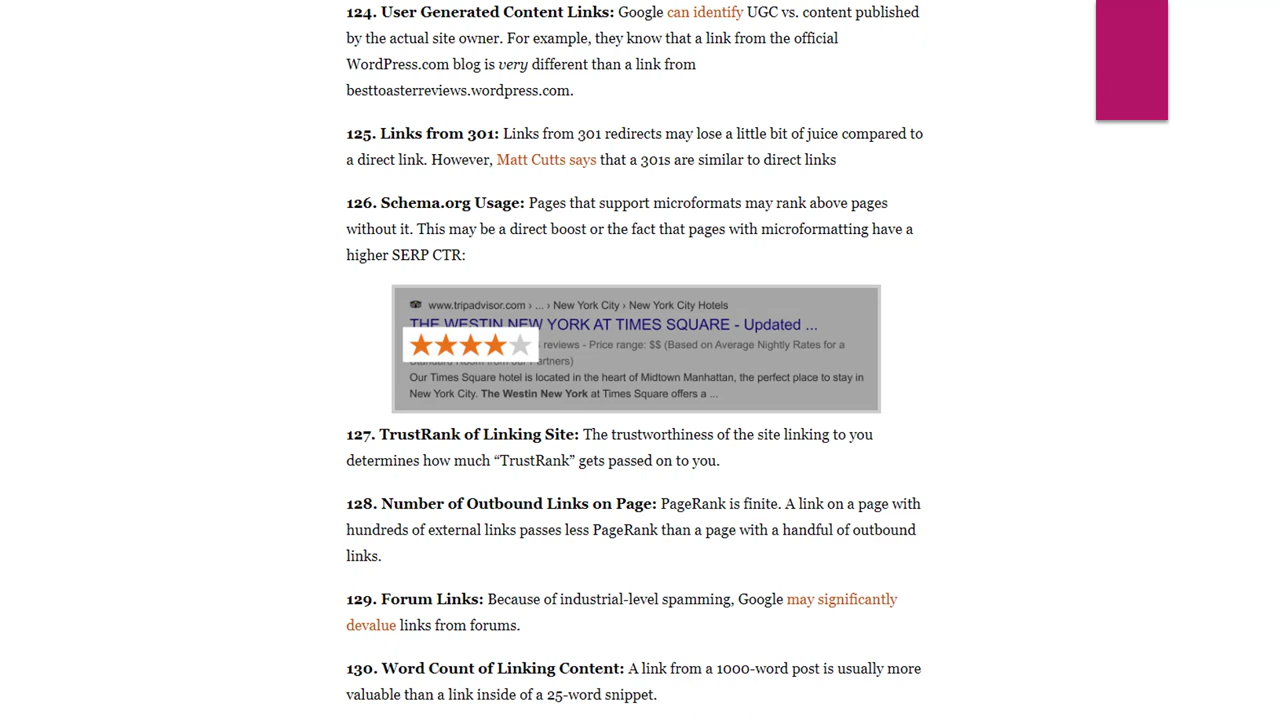 124. User Generated Content Links: Google can identify UGC vs. content published
by the actual site owner. For example, they know that a link from the official
WordPress.com blog is very different than a link from
besttoasterreviews.wordpress.com.
125. Links from 301: Links from 301 redirects may lose a little bit of juice compared to
a direct link. However, Matt Cutts says that a 301s are similar to direct links
126. Schema.org Usage: Pages that support microformats may rank above pages
without it. This may be a direct boost or the fact that pages with microformatting have a
higher SERP CTR:
www.tripadvisor.com › ... › New York City › New York City Hotels
THE WESTIN NEW YORK AT TIMES SQUARE - Updated ...
reviews - Price range: $$ (Based on Average Nightly Rates for a
Standard Room from our Partners)
Our Times Square hotel is located in the heart of Midtown Manhattan, the perfect place to stay in
New York City. The Westin New York at Times Square offers a ...
127. TrustRank of Linking Site: The trustworthiness of the site linking to you
determines how much “TrustRank” gets passed on to you.
128. Number of Outbound Links on Page: PageRank is finite. A link on a page with
hundreds of external links passes less PageRank than a page with a handful of outbound
links.
129. Forum Links: Because of industrial-level spamming, Google may significantly
devalue links from forums.
130. Word Count of Linking Content: A link from a 1000-word post is usually more
valuable than a link inside of a 25-word snippet.